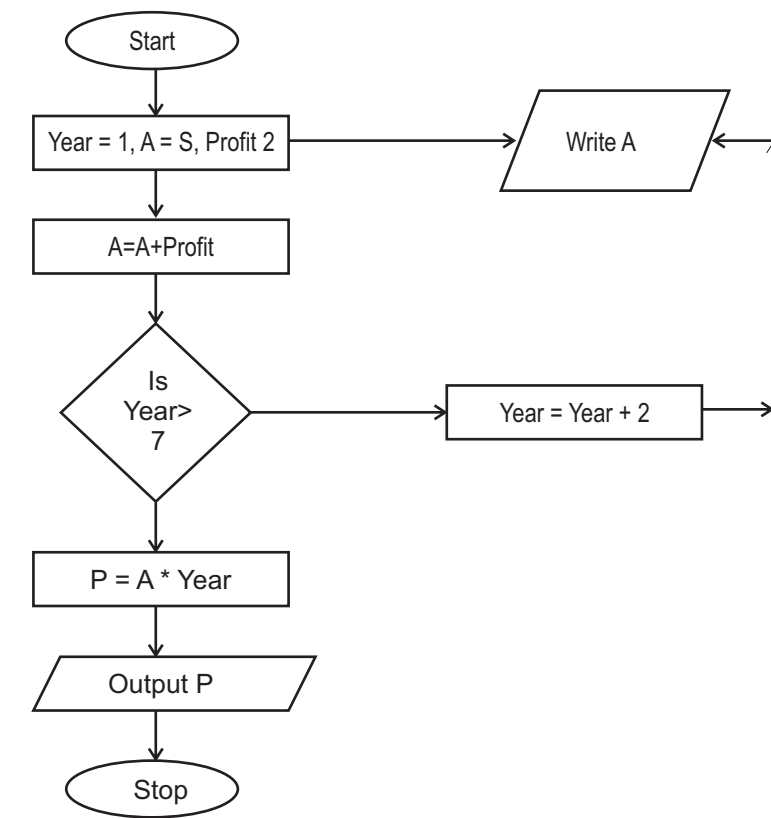 Start
Year = 1, A = S, Profit 2
Write A
A=A+Profit
Is
Year>
7
Year = Year + 2
P = A * Year
Output P
Stop